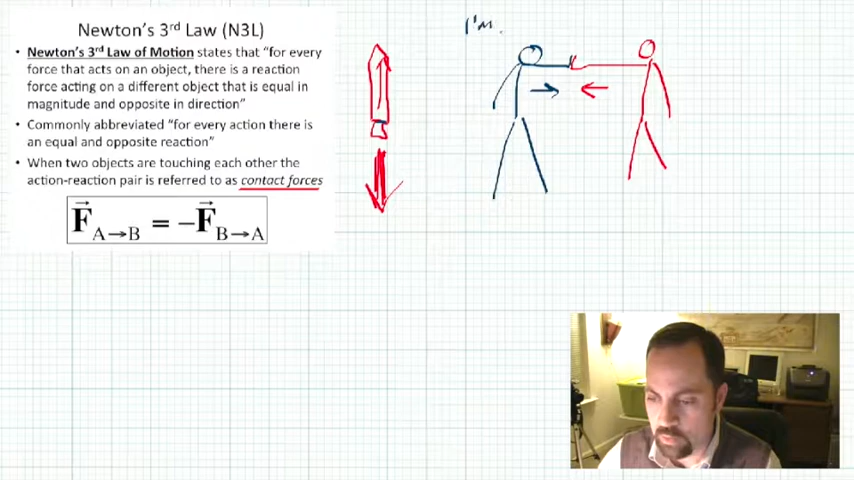 Newton's 3rd Law (N3L)
• Newton's 3rd Law of Motion states that "for every
force that acts on an object, there is a reaction
force acting on a different object that is equal in
magnitude and opposite in direction"
• Commonly abbreviated "for every action there is
an equal and opposite reaction"
• When two objects are touching each other the
action-reaction pair is referred to as contact forces
F A→B = −F B→A
I'm.